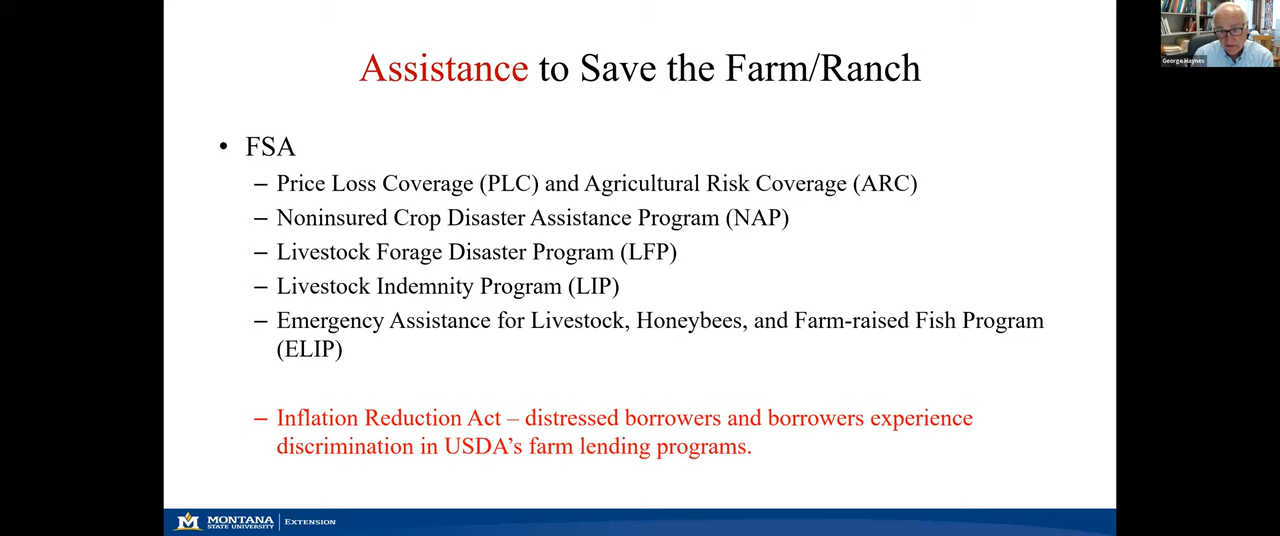 Assistance to Save the Farm/Ranch
• FSA
– Price Loss Coverage (PLC) and Agricultural Risk Coverage (ARC)
– Noninsured Crop Disaster Assistance Program (NAP)
– Livestock Forage Disaster Program (LFP)
– Livestock Indemnity Program (LIP)
– Emergency Assistance for Livestock, Honeybees, and Farm-raised Fish Program
(ELIP)
– Inflation Reduction Act – distressed borrowers and borrowers experience
discrimination in USDA’s farm lending programs.
MONTANA
STATE UNIVERSITY
EXTENSION
George Haynes